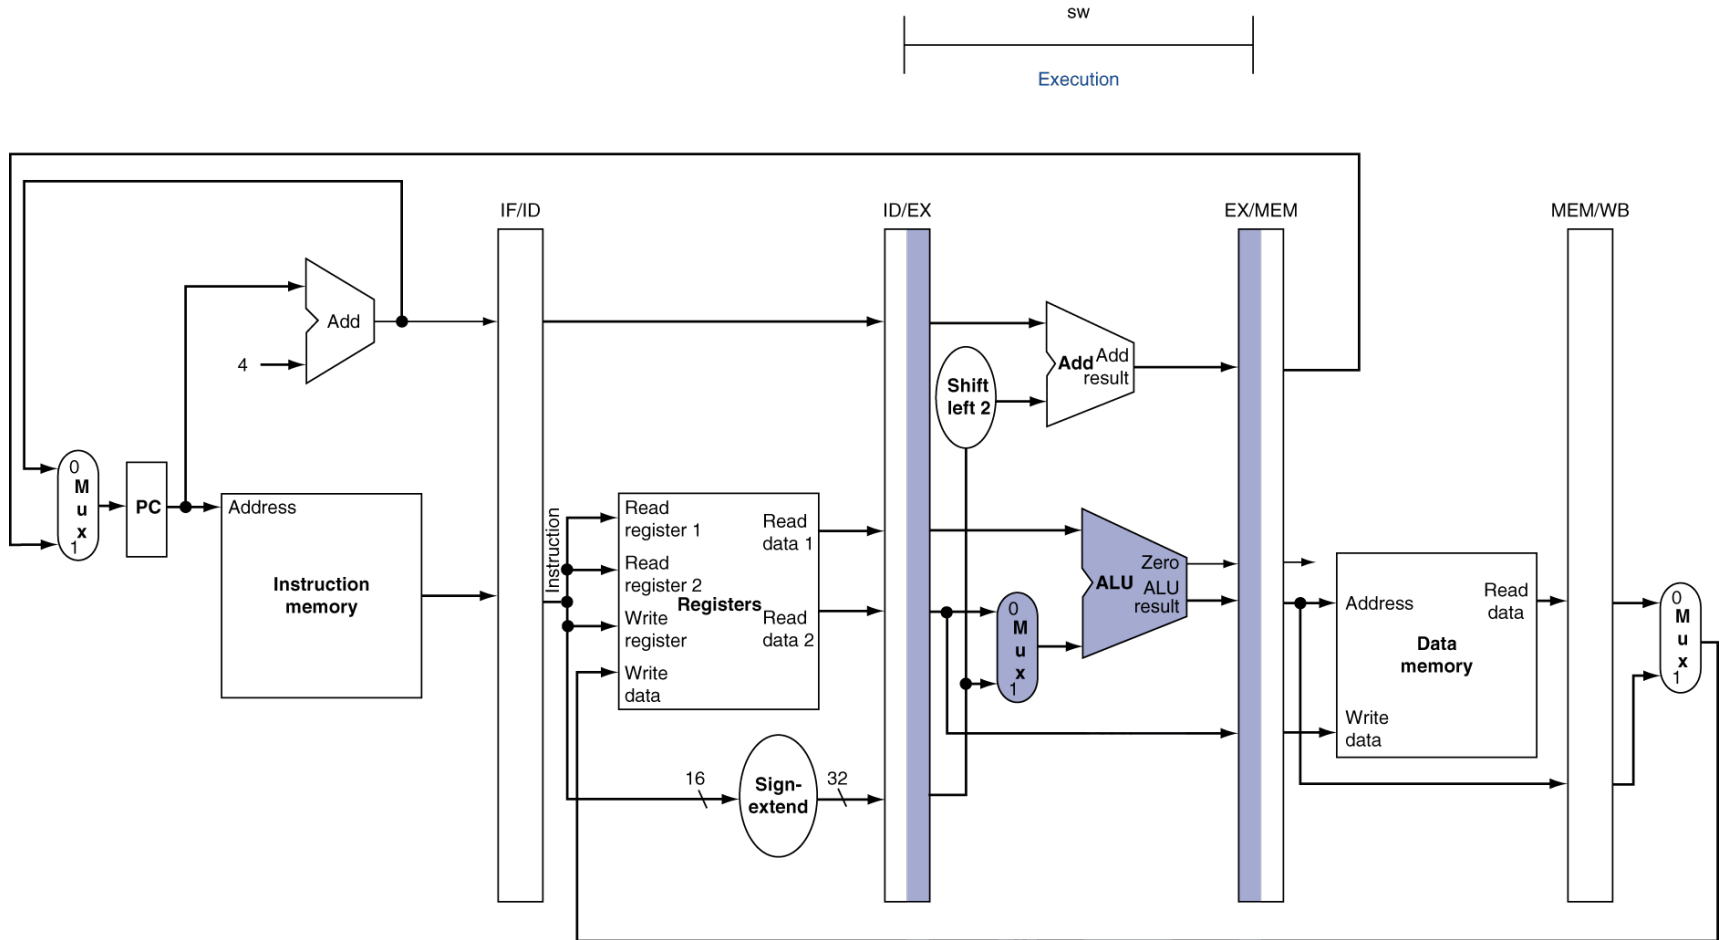 sw
Execution
IF/ID
ID/EX
EX/MEM
MEM/WB
Add
4
Add
Add
result
Shift
left 2
0
M
u
x
1
PC
Address
Instruction
memory
Instruction
Read
register 1
Read
register 2
Write
register
Write
data
Registers
Read
data 1
Read
data 2
16
Sign-
extend
32
0
M
u
x
1
Zero
ALU
ALU
result
Address
Read
data
Data
memory
Write
data
0
M
u
x
1